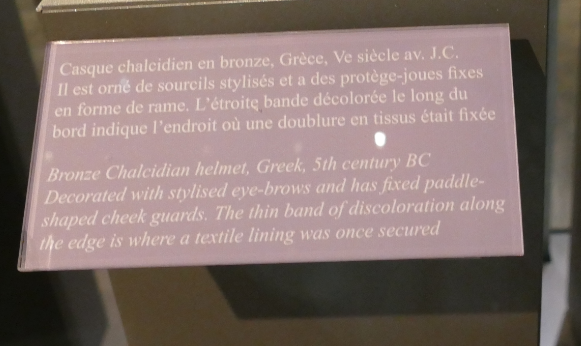 Casque chalcidien en bronze, Grèce, Ve siècle av. J.C.
Il est orné de sourcils stylisés et a des protège-joues fixes
en forme de rame. L'étroite bande décolorée le long du
bord indique l'endroit où une doublure en tissus était fixée
Bronze Chalcidian helmet, Greek, 5th century BC
Decorated with stylised eye-brows and has fixed paddle-
shaped cheek guards. The thin band of discoloration along
the edge is where a textile lining was once secured